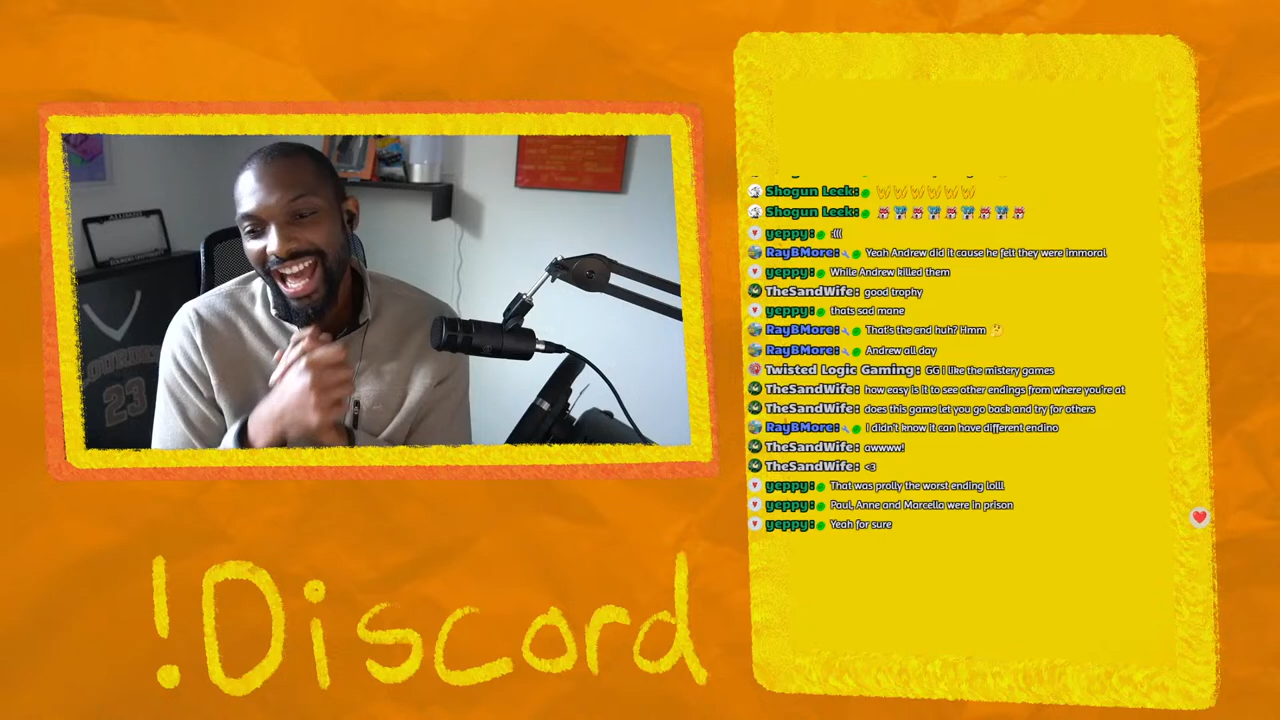 Shogun Leek:
Shogun Leek:
yeppy: :(((
RayBMore: Yeah Andrew did it cause he felt they were immoral
yeppy: While Andrew killed them
TheSandWife: good trophy
yeppy: thats sad mane
RayBMore: That's the end huh? Hmm 🤔
RayBMore: Andrew all day
Twisted Logic Gaming: GG i like the mistery games
TheSandWife: how easy is it to see other endings from where you're at
TheSandWife: does this game let you go back and try for others
RayBMore: I didn't know it can have different endino
TheSandWife: awwww!
TheSandWife: <3
yeppy: That was prolly the worst ending lolll
yeppy: Paul, Anne and Marcella were in prison
yeppy: Yeah for sure
LOURDES
23
!Discord